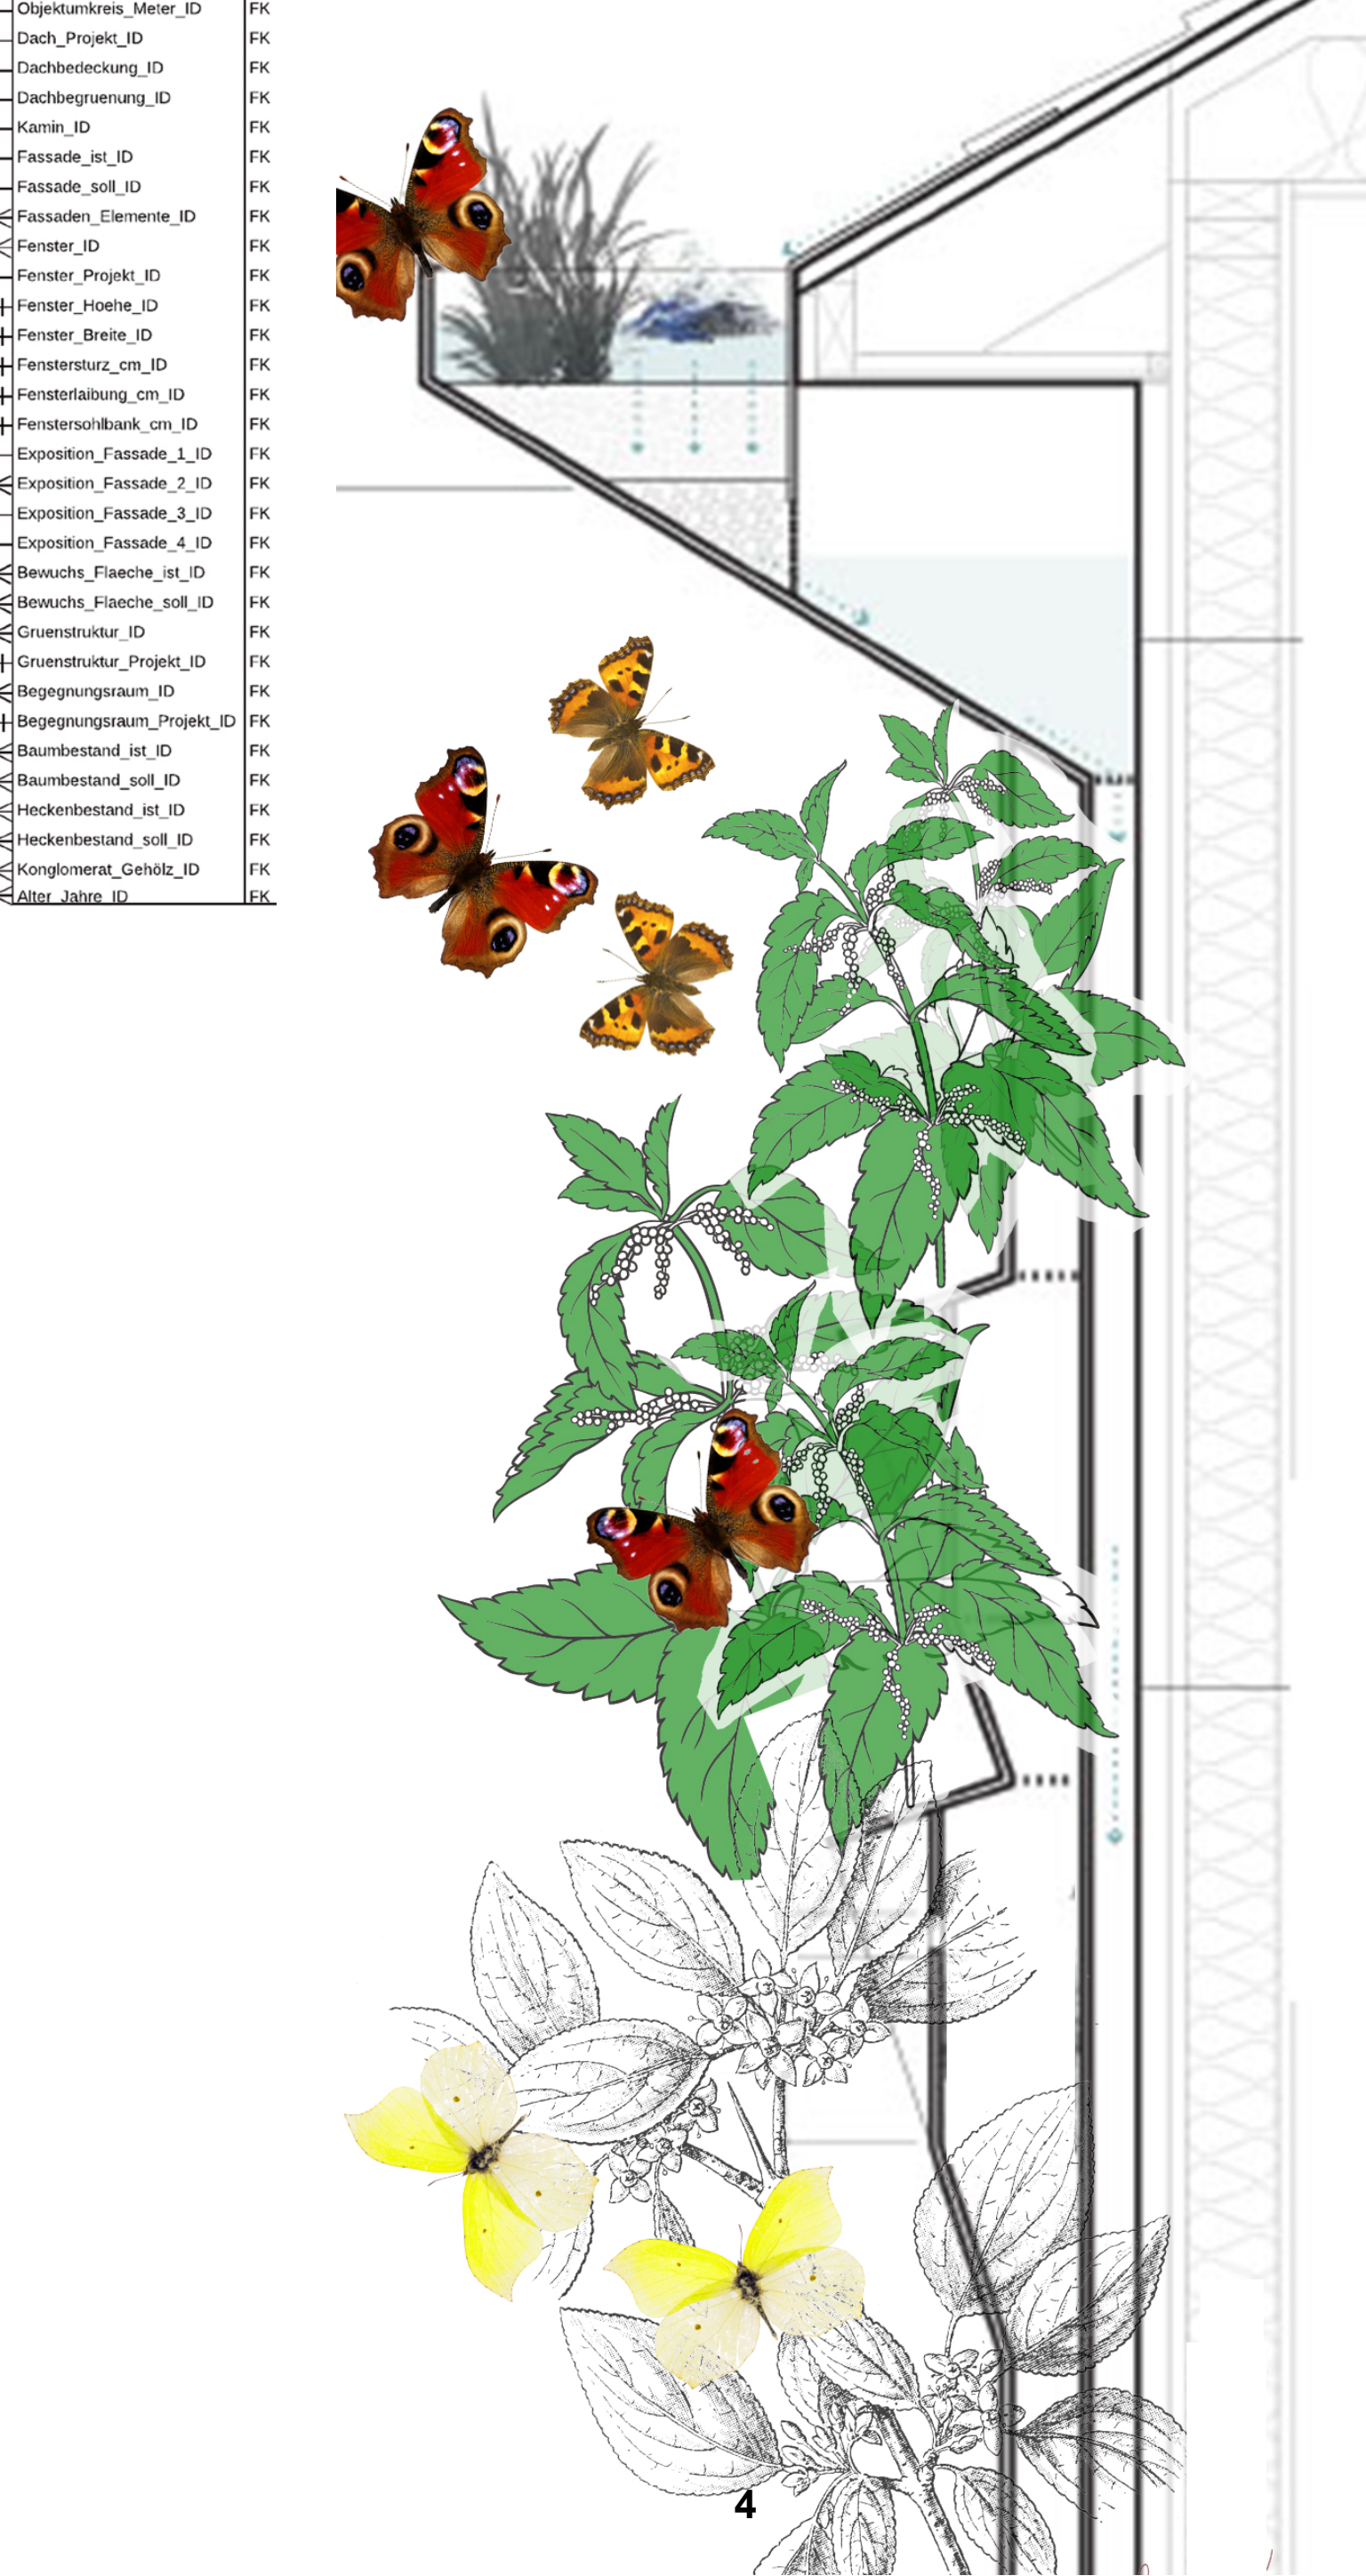 Objektumkreis_Meter_ID FK
Dach_Projekt_ID FK
Dachbedeckung_ID FK
Dachbegruenung_ID FK
Kamin_ID FK
Fassade_ist_ID FK
Fassade_soll_ID FK
Fassaden_Elemente_ID FK
Fenster_ID FK
Fenster_Projekt_ID FK
Fenster_Hoehe_ID FK
Fenster_Breite_ID FK
Fenstersturz_cm_ID FK
Fensterlaibung_cm_ID FK
Fenstersohlbank_cm_ID FK
Exposition_Fassade_1_ID FK
Exposition_Fassade_2_ID FK
Exposition_Fassade_3_ID FK
Exposition_Fassade_4_ID FK
Bewuchs_Flaeche_ist_ID FK
Bewuchs_Flaeche_soll_ID FK
Gruenstruktur_ID FK
Gruenstruktur_Projekt_ID FK
Begegnungsraum_ID FK
Begegnungsraum_Projekt_ID FK
Baumbestand_ist_ID FK
Baumbestand_soll_ID FK
Heckenbestand_ist_ID FK
Heckenbestand_soll_ID FK
Konglomerat_Gehölz_ID FK
Alter_Jahre_ID FK
4